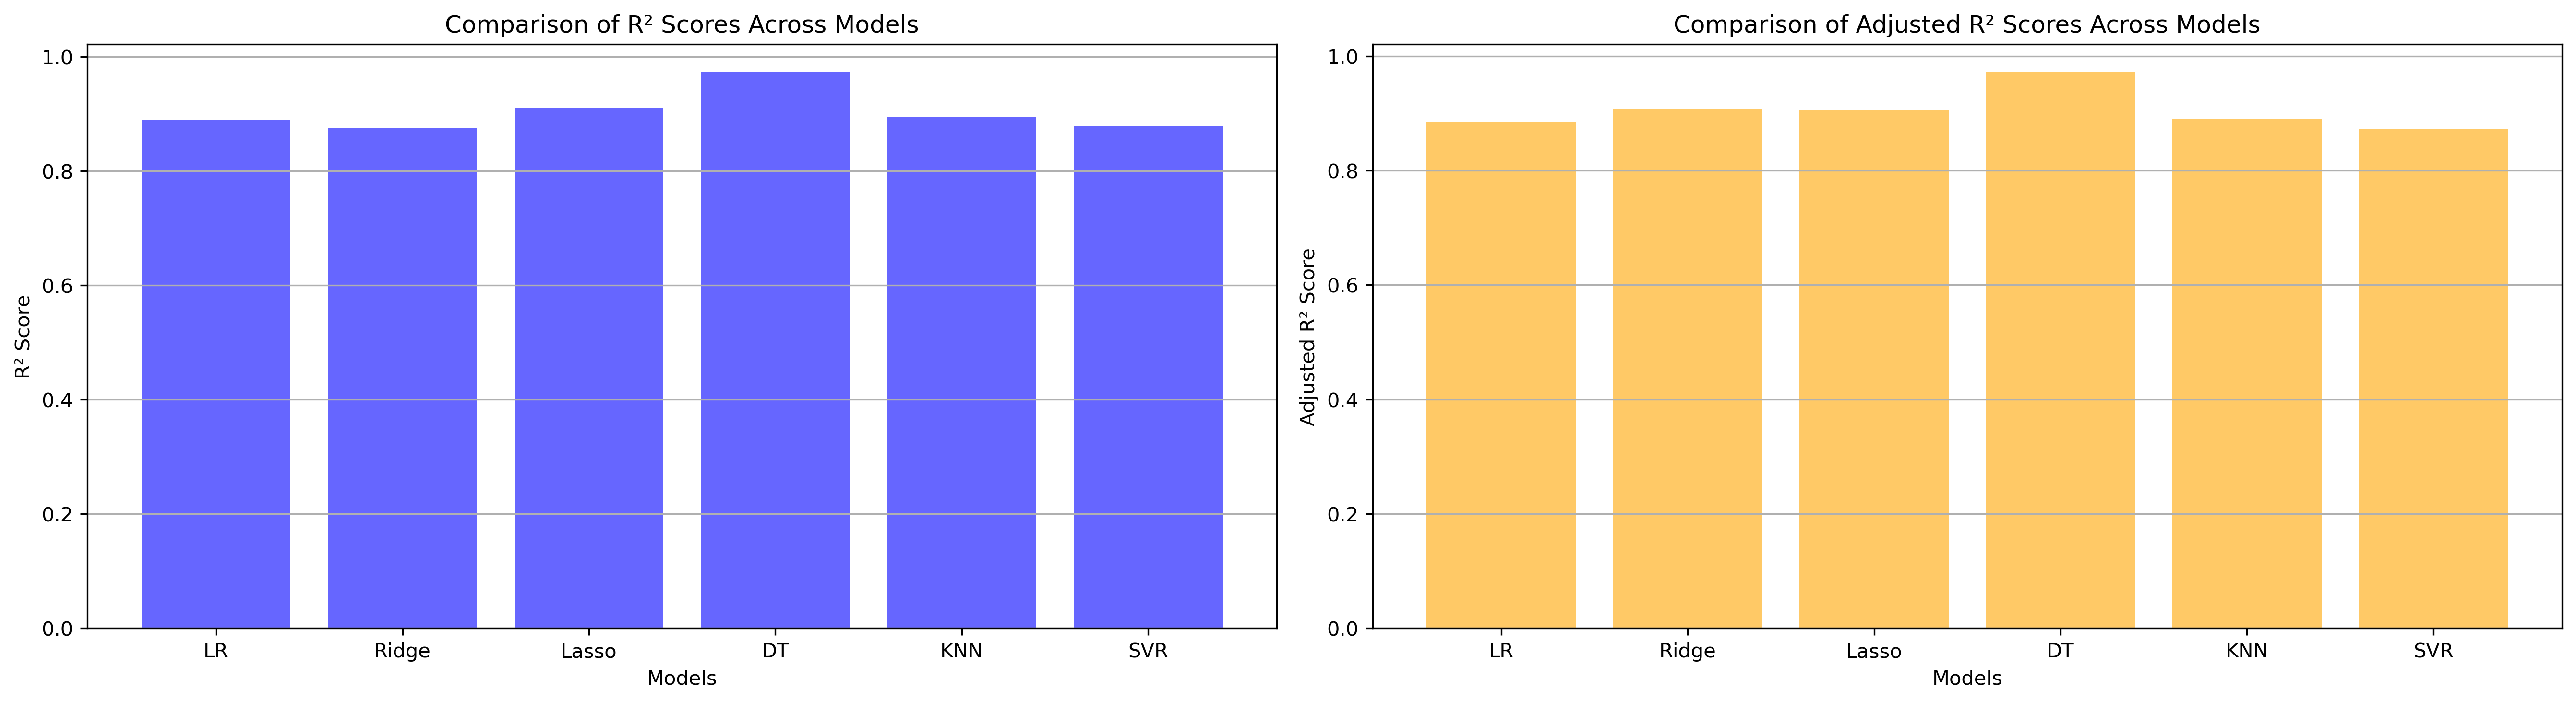 Comparison of R² Scores Across Models
R² Score
1.0
0.8
0.6
0.4
0.2
0.0
LR Ridge Lasso DT KNN SVR
Models
Comparison of Adjusted R² Scores Across Models
Adjusted R² Score
1.0
0.8
0.6
0.4
0.2
0.0
LR Ridge Lasso DT KNN SVR
Models